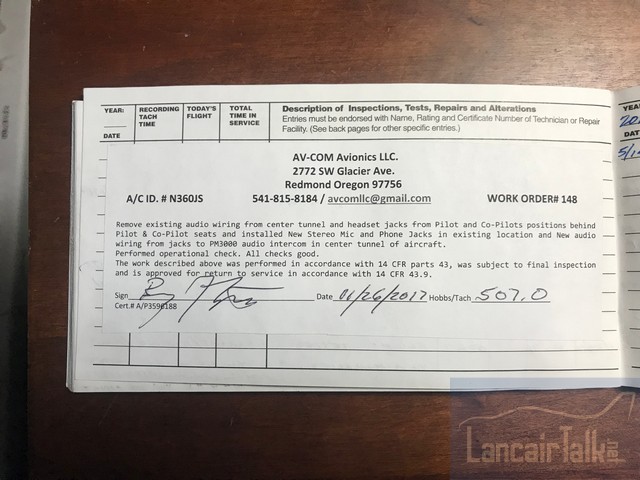 YEAR:
DATE
RECORDING TACH TIME
TODAY'S FLIGHT
TOTAL TIME IN SERVICE
Description of Inspections, Tests, Repairs and Alterations
Entries must be endorsed with Name, Rating and Certificate Number of Technician or Repair
Facility. (See back pages for other specific entries.)
AV-COM Avionics LLC.
2772 SW Glacier Ave.
Redmond Oregon 97756
A/C ID. # N360JS 541-815-8184 / avcomllc@gmail.com WORK ORDER# 148
Remove existing audio wiring from center tunnel and headset jacks from Pilot and Co-Pilots positions behind
Pilot & Co-Pilot seats and installed New Stereo Mic and Phone Jacks in existing location and New audio
wiring from jacks to PM3000 audio intercom in center tunnel of aircraft.
Performed operational check. All checks good.
The work described above was performed in accordance with 14 CFR parts 43, was subject to final inspection
and is approved for return to service in accordance with 14 CFR 43.9.
Sign Date /26/2017 Hobbs/Tach 507.0
Cert.# A/P3596188
YEA
DAT
LancairTalk